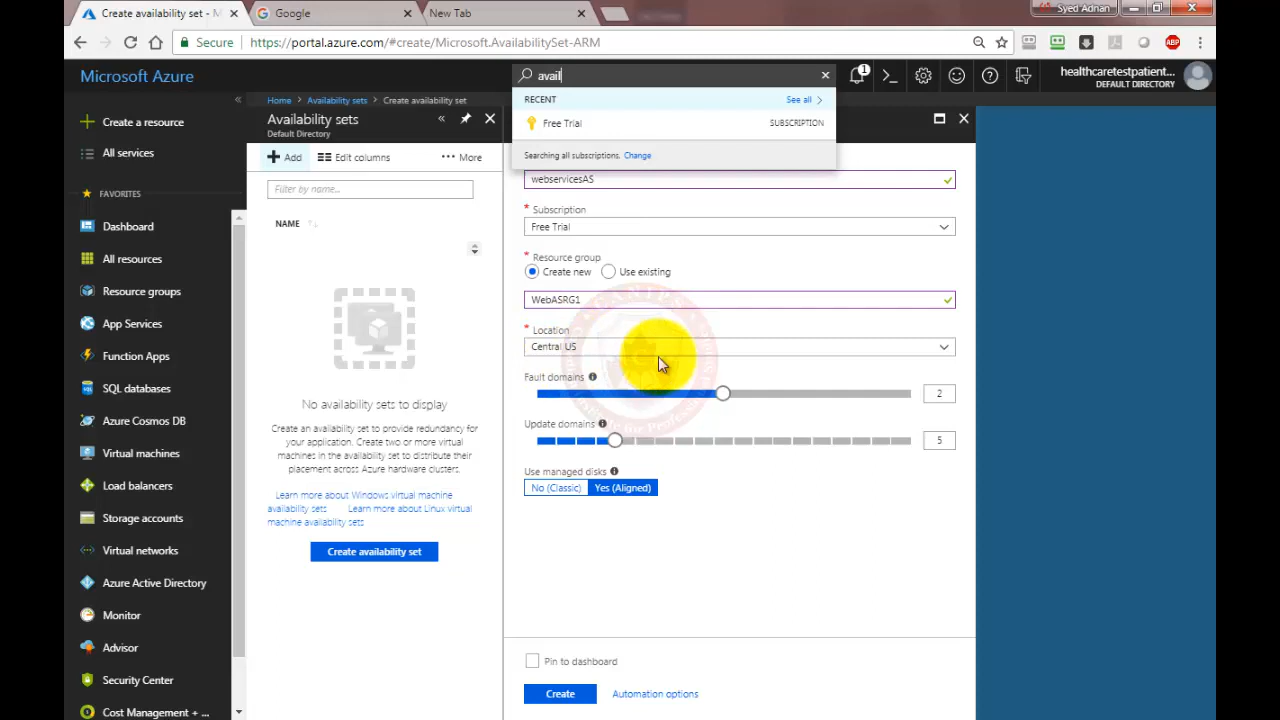 Create availability set - M
Google
New Tab
Syed Adnan
Secure
https://portal.azure.com/#create/Microsoft.AvailabilitySet-ARM
ABP
Microsoft Azure
avail
1
healthcaretestpatient...
DEFAULT DIRECTORY
Home > Availability sets > Create availability set
RECENT
See all
Free Trial
SUBSCRIPTION
Searching all subscriptions. Change
Create a resource
All services
FAVORITES
Dashboard
All resources
Resource groups
App Services
Function Apps
SQL databases
Azure Cosmos DB
Virtual machines
Load balancers
Storage accounts
Virtual networks
Azure Active Directory
Monitor
Advisor
Security Center
Cost Management + ...
Availability sets
Default Directory
Add
Edit columns
More
Filter by name...
NAME
No availability sets to display
Create an availability set to provide redundancy for
your application. Create two or more virtual
machines in the availability set to distribute their
placement across Azure hardware clusters.
Learn more about Windows virtual machine
availability sets Learn more about Linux virtual
machine availability sets
Create availability set
webservicesAS
* Subscription
Free Trial
* Resource group
Create new
Use existing
WebASRG1
* Location
Central US
Fault domains
2
Update domains
5
Use managed disks
No (Classic)
Yes (Aligned)
Pin to dashboard
Create
Automation options